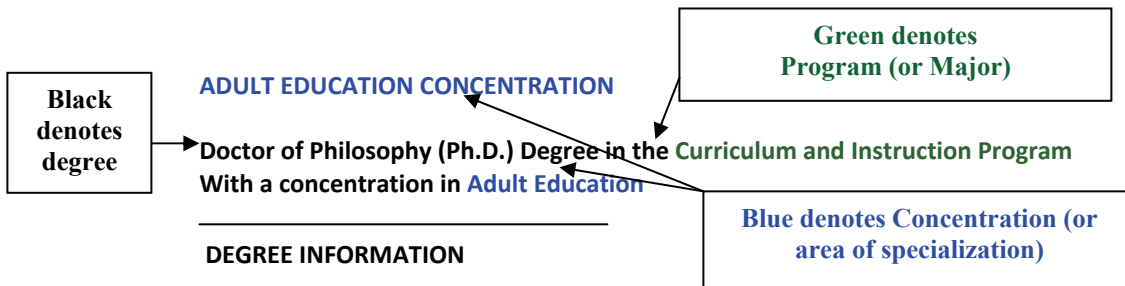 Green denotes
Program (or Major)
ADULT EDUCATION CONCENTRATION
Black
denotes
degree
Doctor of Philosophy (Ph.D.) Degree in the Curriculum and Instruction Program
With a concentration in Adult Education
Blue denotes Concentration (or
area of specialization)
DEGREE INFORMATION